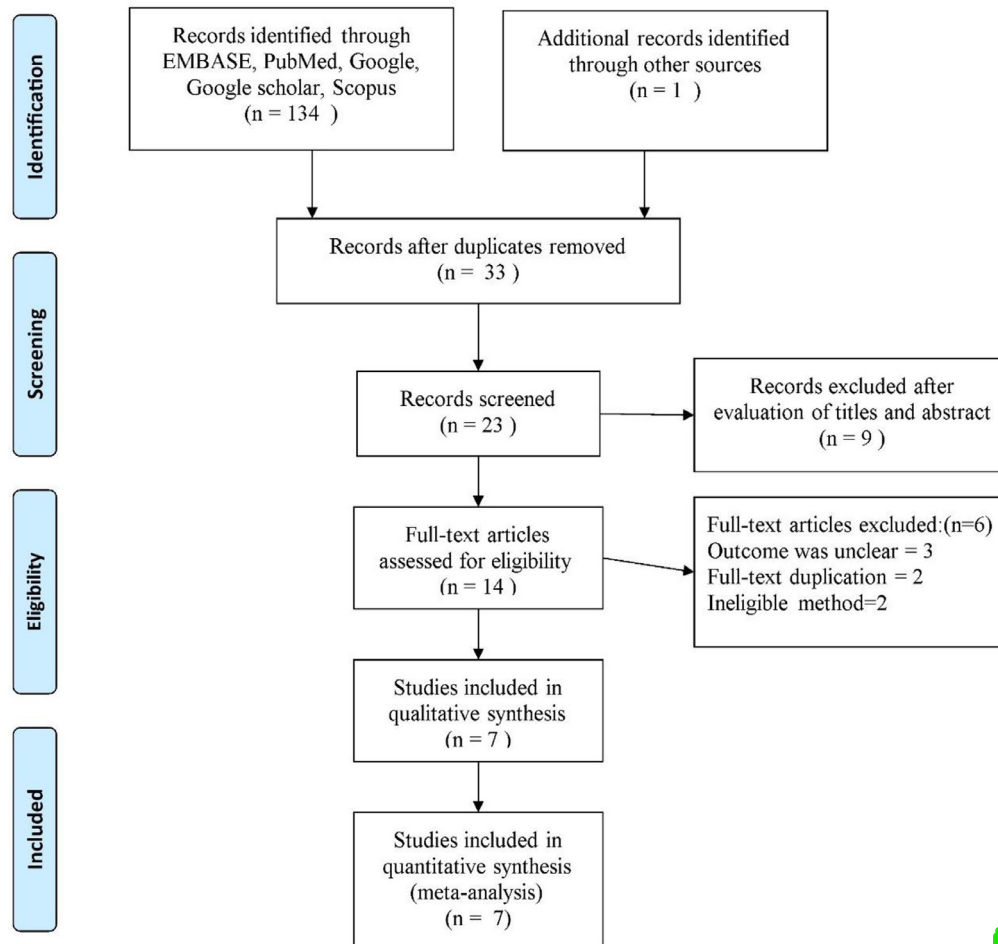 Identification
Records identified through
EMBASE, PubMed, Google,
Google scholar, Scopus
(n = 134 )
Additional records identified
through other sources
(n = 1 )
Records after duplicates removed
(n = 33 )
Screening
Records screened
(n = 23 )
Records excluded after
evaluation of titles and abstract
(n = 9 )
Eligibility
Full-text articles
assessed for eligibility
(n = 14 )
Full-text articles excluded:(n=6)
Outcome was unclear = 3
Full-text duplication = 2
Ineligible method=2
Studies included in
qualitative synthesis
(n = 7 )
Included
Studies included in
quantitative synthesis
(meta-analysis)
(n = 7)